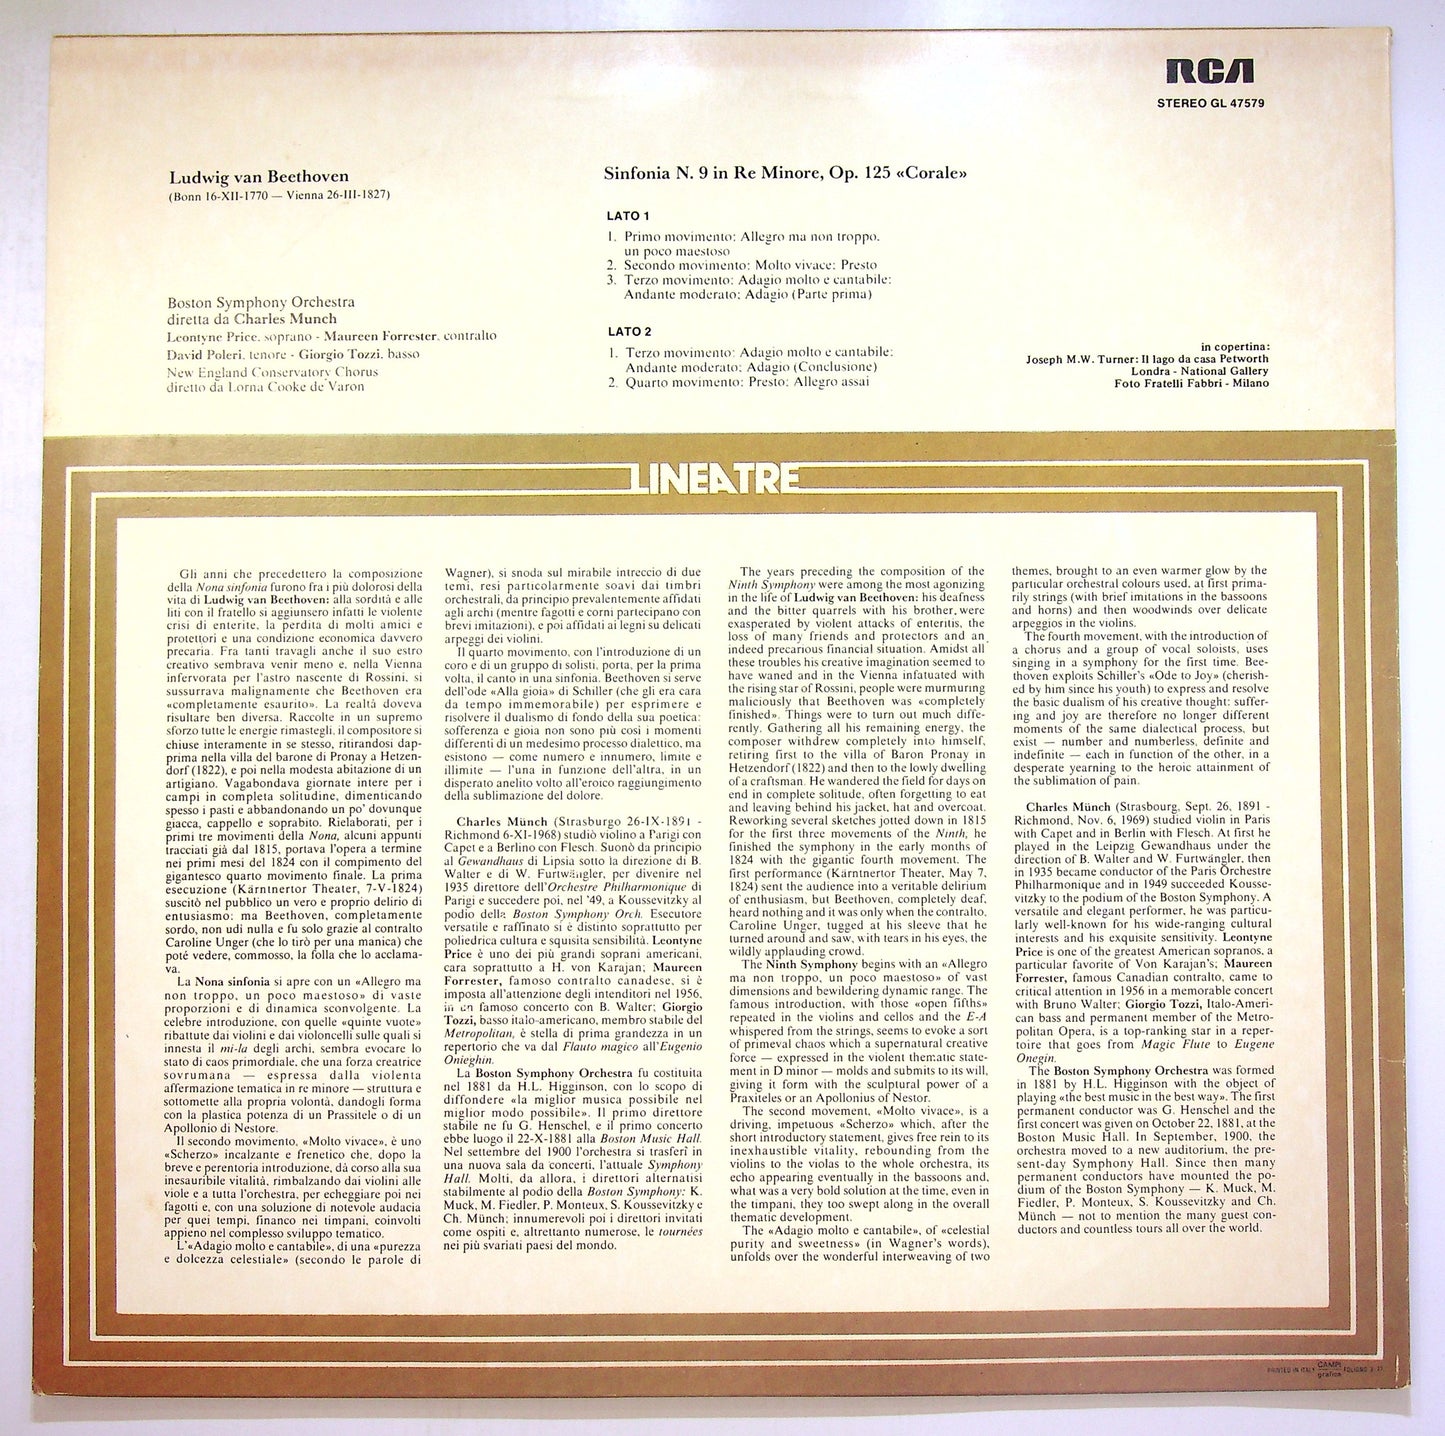 RCA
STEREO GL 47579
Ludwig van Beethoven
(Bonn 16-XII-1770 — Vienna 26-III-1827)
Boston Symphony Orchestra
diretta da Charles Munch
Leontyne Price, soprano - Maureen Forrester, contralto
David Poleri, tenore - Giorgio Tozzi, basso
New England Conservatory Chorus
diretto da Lorna Cooke de Varon
Sinfonia N. 9 in Re Minore, Op. 125 «Corale»
LATO 1
1. Primo movimento: Allegro ma non troppo,
un poco maestoso
2. Secondo movimento: Molto vivace: Presto
3. Terzo movimento: Adagio molto e cantabile:
Andante moderato; Adagio (Parte prima)
LATO 2
1. Terzo movimento: Adagio molto e cantabile:
Andante moderato; Adagio (Conclusione)
2. Quarto movimento: Presto; Allegro assai
in copertina:
Joseph M.W. Turner: Il lago da casa Petworth
Londra - National Gallery
Foto Fratelli Fabbri - Milano
LINEATRE
Gli anni che precedettero la composizione
della Nona sinfonia furono fra i più dolorosi della
vita di Ludwig van Beethoven: alla sordità e alle
liti con il fratello si aggiunsero infatti le violente
crisi di enterite, la perdita di molti amici e
protettori e una condizione economica davvero
precaria. Fra tanti travagli anche il suo estro
creativo sembrava venir meno e, nella Vienna
infervorata per l'astro nascente di Rossini, si
sussurrava malignamente che Beethoven era
«completamente esaurito». La realtà doveva
risultare ben diversa. Raccolte in un supremo
sforzo tutte le energie rimastegli, il compositore si
chiuse interamente in se stesso, ritirandosi dap-
prima nella villa del barone di Pronay a Hetzen-
dorf (1822), e poi nella modesta abitazione di un
artigiano. Vagabondava giornate intere per i
campi in completa solitudine, dimenticando
spesso i pasti e abbandonando un po' dovunque
giacca, cappello e soprabito. Rielaborati, per i
primi tre movimenti della Nona, alcuni appunti
tracciati già dal 1815, portava l'opera a termine
nei primi mesi del 1824 con il compimento del
gigantesco quarto movimento finale. La prima
esecuzione (Kärntnertor Theater, 7-V-1824)
suscitò nel pubblico un vero e proprio delirio di
entusiasmo: ma Beethoven, completamente
sordo, non udì nulla e fu solo grazie al contralto
Caroline Unger (che lo tirò per una manica) che
poté vedere, commosso, la folla che lo acclama-
va.
La Nona sinfonia si apre con un «Allegro ma
non troppo, un poco maestoso» di vaste
proporzioni e di dinamica sconvolgente. La
celebre introduzione, con quelle «quinte vuote»
ribattute dai violini e dai violoncelli sulle quali si
innesta il mi-la degli archi, sembra evocare lo
stato di caos primordiale, che una forza creatrice
sovrumana — espressa dalla violenta
affermazione tematica in re minore — struttura e
sottomette alla propria volontà, dandogli forma
con la plastica potenza di un Prassitele o di un
Apollonio di Nestore.
Il secondo movimento, «Molto vivace», è uno
«Scherzo» incalzante e frenetico che, dopo la
breve e perentoria introduzione, dà corso alla sua
inesauribile vitalità, rimbalzando dai violini alle
viole e a tutta l'orchestra, per echeggiare poi nei
fagotti e, con una soluzione di notevole audacia
per quei tempi, financo nei timpani, coinvolti
appieno nel complesso sviluppo tematico.
L'«Adagio molto e cantabile», di una «purezza
e dolcezza celestiale» (secondo le parole di
Wagner), si snoda sul mirabile intreccio di due
temi, resi particolarmente soavi dai timbri
orchestrali, da principio prevalentemente affidati
agli archi (mentre fagotti e corni partecipano con
brevi imitazioni), e poi affidati ai legni su delicati
arpeggi dei violini.
Il quarto movimento, con l'introduzione di un
coro e di un gruppo di solisti, porta, per la prima
volta, il canto in una sinfonia. Beethoven si serve
dell'ode «Alla gioia» di Schiller (che gli era cara
da tempo immemorabile) per esprimere e
risolvere il dualismo di fondo della sua poetica:
sofferenza e gioia non sono più così i momenti
differenti di un medesimo processo dialettico, ma
esistono — come numero e innumero, limite e
illimite — l'una in funzione dell'altra, in un
disperato anelito volto all'eroico raggiungimento
della sublimazione del dolore.
Charles Münch (Strasburgo 26-IX-1891 -
Richmond 6-XI-1968) studiò violino a Parigi con
Capet e a Berlino con Flesch. Suonò da principio
al Gewandhaus di Lipsia sotto la direzione di B.
Walter e di W. Furtwängler, per divenire nel
1935 direttore dell'Orchestre Philharmonique di
Parigi e succedere poi, nel '49, a Koussevitzky al
podio della Boston Symphony Orch. Esecutore
versatile e raffinato si è distinto soprattutto per
poliedrica cultura e squisita sensibilità. Leontyne
Price è uno dei più grandi soprani americani,
cara soprattutto a H. von Karajan; Maureen
Forrester, famoso contralto canadese, si è
imposta all'attenzione degli intenditori nel 1956,
in un famoso concerto con B. Walter; Giorgio
Tozzi, basso italo-americano, membro stabile del
Metropolitan, è stella di prima grandezza in un
repertorio che va dal Flauto magico all'Eugenio
Onieghin.
La Boston Symphony Orchestra fu costituita
nel 1881 da H.L. Higginson, con lo scopo di
diffondere «la miglior musica possibile nel
miglior modo possibile». Il primo direttore
stabile ne fu G. Henschel, e il primo concerto
ebbe luogo il 22-X-1881 alla Boston Music Hall.
Nel settembre del 1900 l'orchestra si trasferì in
una nuova sala da concerti, l'attuale Symphony
Hall. Molti, da allora, i direttori alternatisi
stabilmente al podio della Boston Symphony: K.
Muck, M. Fiedler, P. Monteux, S. Koussevitzky e
Ch. Münch; innumerevoli poi i direttori invitati
come ospiti e, altrettanto numerose, le tournées
nei più svariati paesi del mondo.
The years preceding the composition of the
Ninth Symphony were among the most agonizing
in the life of Ludwig van Beethoven: his deafness
and the bitter quarrels with his brother, were
exasperated by violent attacks of enteritis, the
loss of many friends and protectors and an
indeed precarious financial situation. Amidst all
these troubles his creative imagination seemed to
have waned and in the Vienna infatuated with
the rising star of Rossini, people were murmuring
maliciously that Beethoven was «completely
finished». Things were to turn out much diffe-
rently. Gathering all his remaining energy, the
composer withdrew completely into himself,
retiring first to the villa of Baron Pronay in
Hetzendorf (1822) and then to the lowly dwelling
of a craftsman. He wandered the field for days on
end in complete solitude, often forgetting to eat
and leaving behind his jacket, hat and overcoat.
Reworking several sketches jotted down in 1815
for the first three movements of the Ninth, he
finished the symphony in the early months of
1824 with the gigantic fourth movement. The
first performance (Kärntnertor Theater, May 7,
1824) sent the audience into a veritable delirium
of enthusiasm, but Beethoven, completely deaf,
heard nothing and it was only when the contralto,
Caroline Unger, tugged at his sleeve that he
turned around and saw, with tears in his eyes, the
wildly applauding crowd.
The Ninth Symphony begins with an «Allegro
ma non troppo, un poco maestoso» of vast
dimensions and bewildering dynamic range. The
famous introduction, with those «open fifths»
repeated in the violins and cellos and the E-A
whispered from the strings, seems to evoke a sort
of primeval chaos which a supernatural creative
force — expressed in the violent thematic state-
ment in D minor — molds and submits to its will,
giving it form with the sculptural power of a
Praxiteles or an Apollonius of Nestor.
The second movement, «Molto vivace», is a
driving, impetuous «Scherzo» which, after the
short introductory statement, gives free rein to its
inexhaustible vitality, rebounding from the
violins to the violas to the whole orchestra, its
echo appearing eventually in the bassoons and,
what was a very bold solution at the time, even in
the timpani, they too swept along in the overall
thematic development.
The «Adagio molto e cantabile», of «celestial
purity and sweetness» (in Wagner's words),
unfolds over the wonderful interweaving of two
themes, brought to an even warmer glow by the
particular orchestral colours used, at first prima-
rily strings (with brief imitations in the bassoons
and horns) and then woodwinds over delicate
arpeggios in the violins.
The fourth movement, with the introduction of
a chorus and a group of vocal soloists, uses
singing in a symphony for the first time. Bee-
thoven exploits Schiller's «Ode to Joy» (cherish-
ed by him since his youth) to express and resolve
the basic dualism of his creative thought: suffer-
ing and joy are therefore no longer different
moments of the same dialectical process, but
exist — number and numberless, definite and
indefinite — each in function of the other, in a
desperate yearning to the heroic attainment of
the sublimation of pain.
Charles Münch (Strasbourg, Sept. 26, 1891 -
Richmond, Nov. 6, 1969) studied violin in Paris
with Capet and in Berlin with Flesch. At first he
played in the Leipzig Gewandhaus under the
direction of B. Walter and W. Furtwängler, then
in 1935 became conductor of the Paris Orchestre
Philharmonique and in 1949 succeeded Kousse-
vitzky to the podium of the Boston Symphony. A
versatile and elegant performer, he was particu-
larly well-known for his wide-ranging cultural
interests and his exquisite sensitivity. Leontyne
Price is one of the greatest American sopranos, a
particular favorite of Von Karajan's; Maureen
Forrester, famous Canadian contralto, came to
critical attention in 1956 in a memorable concert
with Bruno Walter; Giorgio Tozzi, Italo-Ameri-
can bass and permanent member of the Metro-
politan Opera, is a top-ranking star in a reper-
toire that goes from Magic Flute to Eugene
Onegin.
The Boston Symphony Orchestra was formed
in 1881 by H.L. Higginson with the object of
playing «the best music in the best way». The first
permanent conductor was G. Henschel and the
first concert was given on October 22, 1881, at the
Boston Music Hall. In September, 1900, the
orchestra moved to a new auditorium, the pre-
sent-day Symphony Hall. Since then many
permanent conductors have mounted the po-
dium of the Boston Symphony — K. Muck, M.
Fiedler, P. Monteux, S. Koussevitzky and Ch.
Münch — not to mention the many guest con-
ductors and countless tours all over the world.
PRINTED IN ITALY CAMPI grafica FOLIGNO